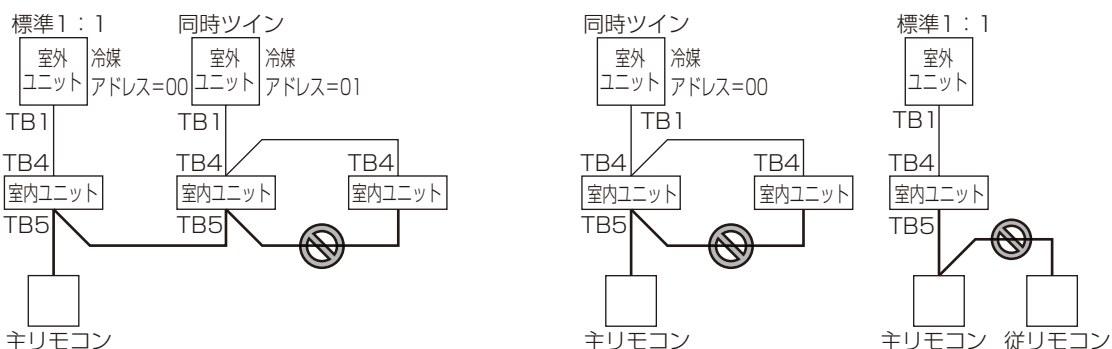 標準1：1
同時ツイン
室外
ユニット
冷媒
アドレス=00
室外
ユニット
冷媒
アドレス=01
TB1
TB1
TB4
TB4
TB4
室内ユニット
室内ユニット
室内ユニット
TB5
TB5
主リモコン
同時ツイン
室外
ユニット
冷媒
アドレス=00
TB1
TB4
TB4
室内ユニット
室内ユニット
TB5
主リモコン
標準1：1
室外
ユニット
TB1
TB4
室内ユニット
TB5
主リモコン
従リモコン